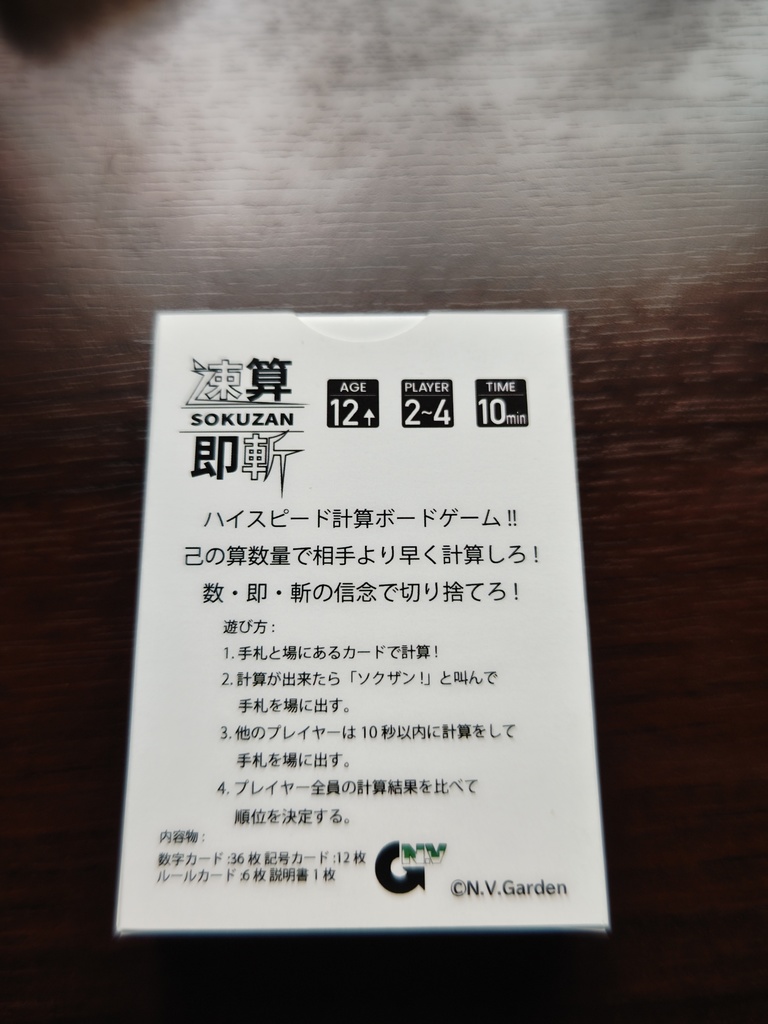 速算
SOKUZAN
即斬
AGE
12↑
PLAYER
2~4
TIME
10min
ハイスピード計算ボードゲーム!!
己の算数量で相手より早く計算しろ!
数・即・斬の信念で切り捨てろ!
遊び方:
1. 手札と場にあるカードで計算!
2. 計算が出来たら「ソクザン!」と叫んで
手札を場に出す。
3. 他のプレイヤーは 10 秒以内に計算をして
手札を場に出す。
4. プレイヤー全員の計算結果を比べて
順位を決定する。
内容物:
数字カード:36 枚 記号カード:12 枚
ルールカード:6 枚 説明書 1 枚
N.V
©N.V.Garden